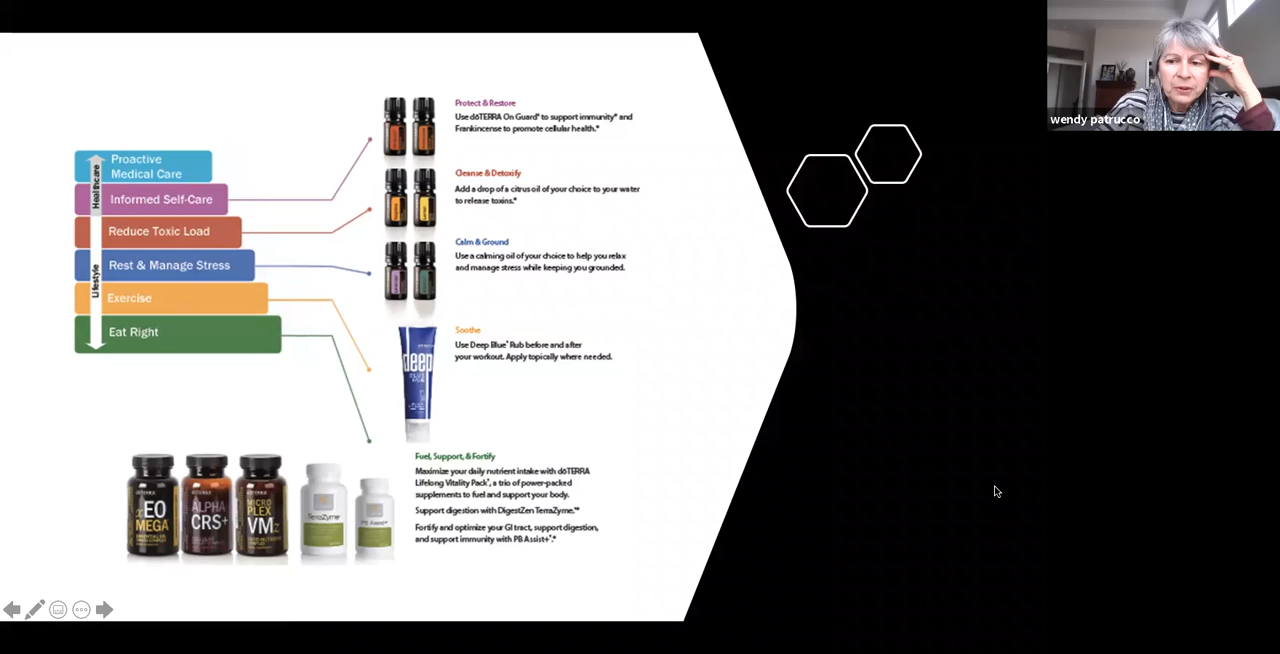 wendy patrucco
Proactive
Medical Care
Informed Self-Care
Reduce Toxic Load
Rest & Manage Stress
Exercise
Eat Right
Healthcare
Lifestyle
Protect & Restore
Use dōTERRA On Guard® to support immunity* and
Frankincense to promote cellular health.*
Cleanse & Detoxify
Add a drop of a citrus oil of your choice to your water
to release toxins.*
Calm & Ground
Use a calming oil of your choice to help you relax
and manage stress while keeping you grounded.
Soothe
Use Deep Blue® Rub before and after
your workout. Apply topically where needed.
deep
BLUE
RUB
Fuel, Support, & Fortify
Maximize your daily nutrient intake with dōTERRA
Lifelong Vitality Pack®, a trio of power-packed
supplements to fuel and support your body.
Support digestion with DigestZen TerraZyme.®*
Fortify and optimize your GI tract, support digestion,
and support immunity with PB Assist+®.*
xEO
MEGA
ALPHA
CRS+
MICRO
PLEX
VMz
TerraZyme
PB Assist+